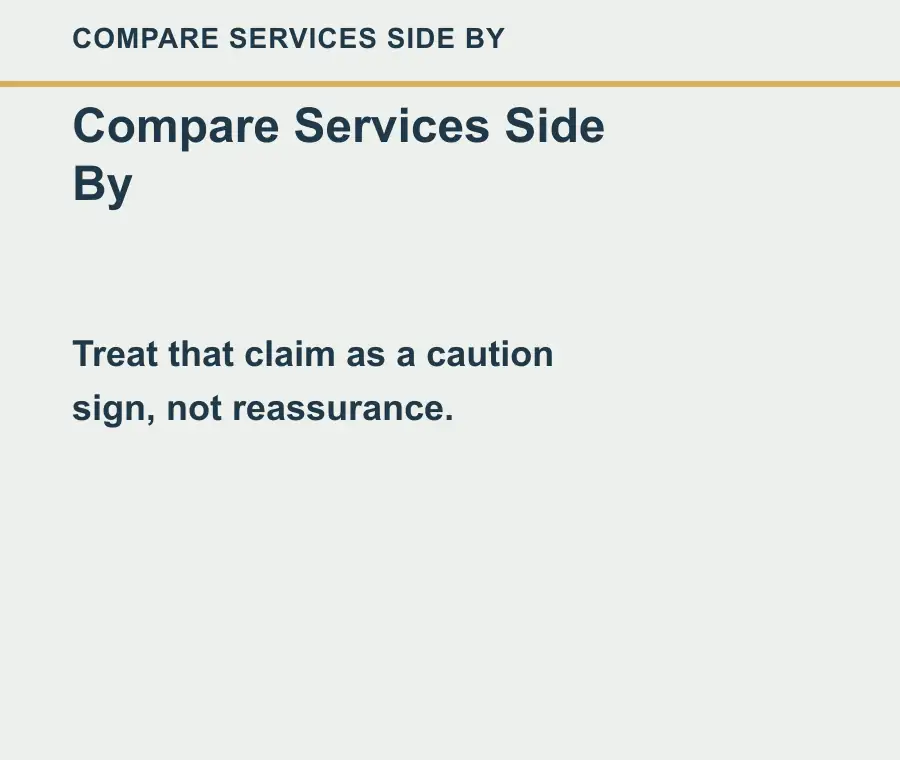 COMPARE SERVICES SIDE BY
Compare Services Side
By
Treat that claim as a caution
sign, not reassurance.